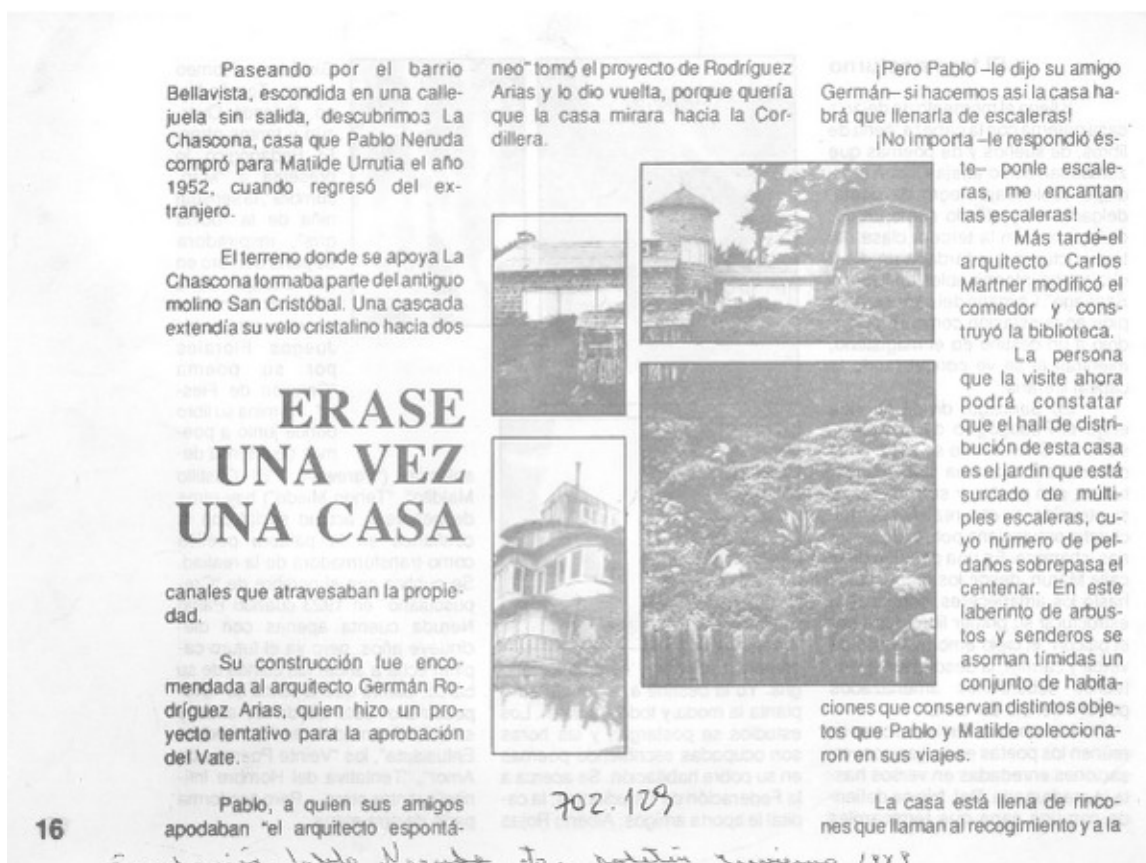 Paseando por el barrio
Bellavista, escondida en una calle-
juela sin salida, descubrimos La
Chascona, casa que Pablo Neruda
compró para Matilde Urrutia el año
1952, cuando regresó del ex-
tranjero.
El terreno donde se apoya La
Chascona formaba parte del antiguo
molino San Cristóbal. Una cascada
extendía su velo cristalino hacia dos
ERASE
UNA VEZ
UNA CASA
canales que atravesaban la propie-
dad.
Su construcción fue enco-
mendada al arquitecto Germán Ro-
dríguez Arias, quien hizo un pro-
yecto tentativo para la aprobación
del Vate.
Pablo, a quien sus amigos
apodaban "el arquitecto espontá-
16
neo" tomó el proyecto de Rodríguez
Arias y lo dio vuelta, porque quería
que la casa mirara hacia la Cor-
dillera.
702.129
¡Pero Pablo –le dijo su amigo
Germán– si hacemos así la casa ha-
brá que llenarla de escaleras!
¡No importa –le respondió és-
te– ponle escale-
ras, me encantan
las escaleras!
Más tarde el
arquitecto Carlos
Martner modificó el
comedor y cons-
truyó la biblioteca.
La persona
que la visite ahora
podrá constatar
que el hall de distri-
bución de esta casa
es el jardín que está
surcado de múlti-
ples escaleras, cu-
yo número de pel-
daños sobrepasa el
centenar. En este
laberinto de arbus-
tos y senderos se
asoman tímidas un
conjunto de habita-
ciones que conservan distintos obje-
tos que Pablo y Matilde colecciona-
ron en sus viajes.
La casa está llena de rinco-
nes que llaman al recogimiento y a la